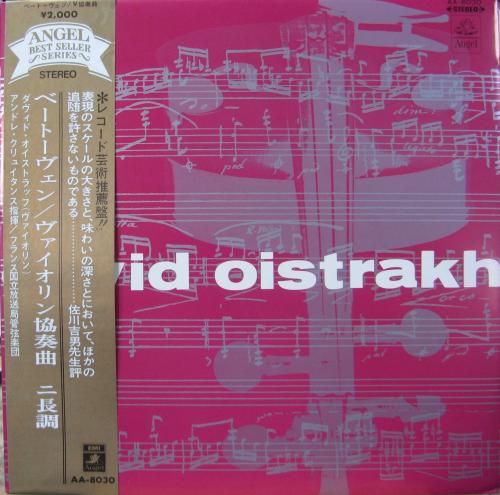 ベートーヴェン/V協奏曲
¥2,000
ANGEL
BEST SELLER
SERIES
STEREO
＊レコード芸術推薦盤!!
表現のスケールの大きさと、味わいの深さとにおいて、ほかの
追随を許さないものである…………………佐川吉男先生評
ベートーヴェン/ヴァイオリン協奏曲 ニ長調
ダヴィド・オイストラッフ(ヴァイオリン)
アンドレ・クリュイタンス指揮 フランス国立放送局管弦楽団
EMI
Angel
AA-8030
AA-8030
STEREO
Angel
vid oistrakh
dim.